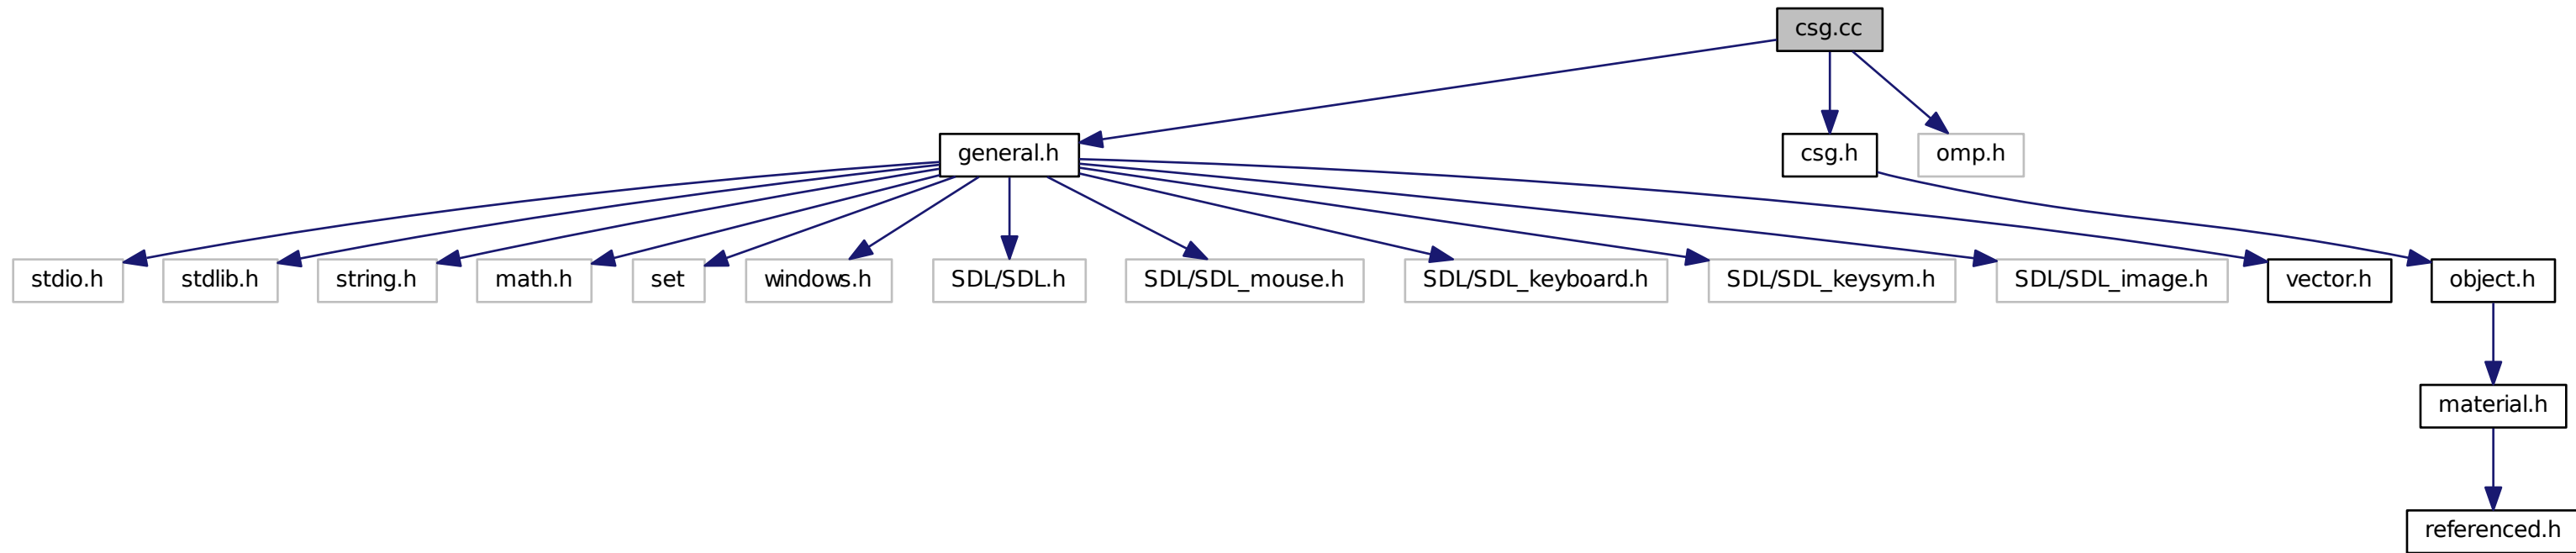 csg.cc
general.h
csg.h
omp.h
stdio.h
stdlib.h
string.h
math.h
set
windows.h
SDL/SDL.h
SDL/SDL_mouse.h
SDL/SDL_keyboard.h
SDL/SDL_keysym.h
SDL/SDL_image.h
vector.h
object.h
material.h
referenced.h